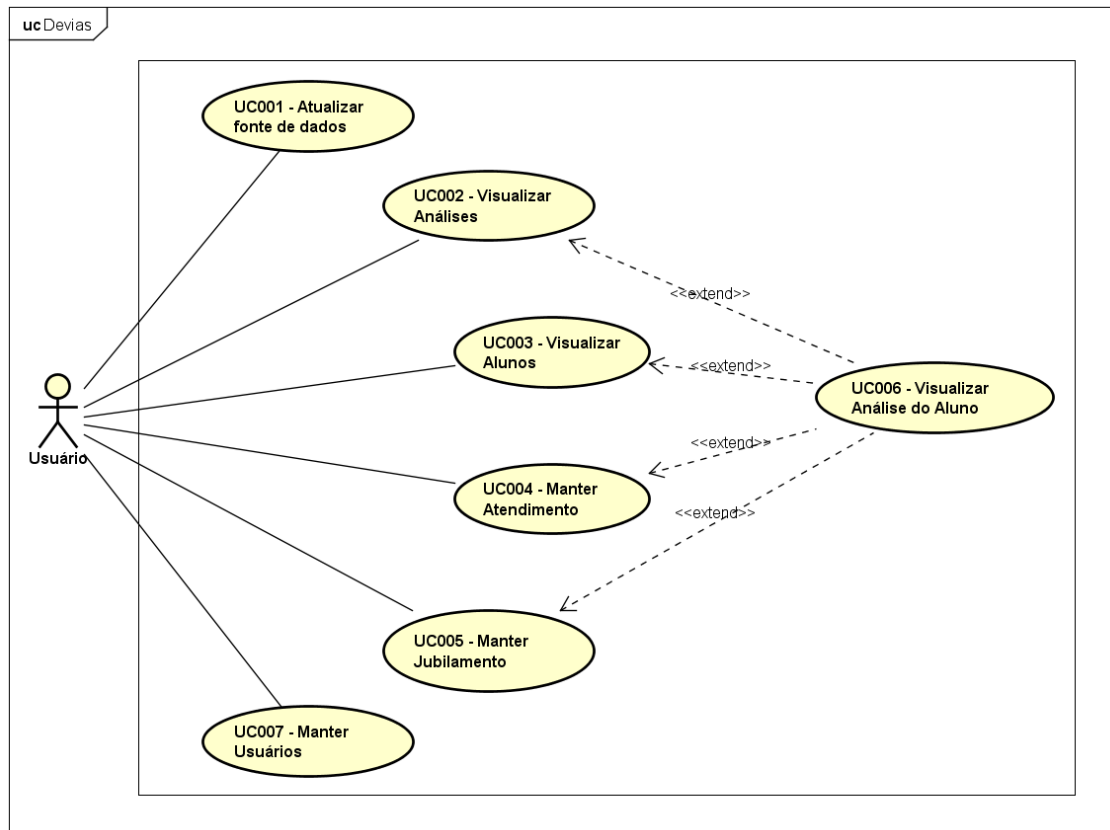 uc Devias
UC001 - Atualizar
fonte de dados
UC002 - Visualizar
Análises
<<extend>>
UC003 - Visualizar
Alunos
<<extend>>
UC006 - Visualizar
Análise do Aluno
Usuário
<<extend>>
UC004 - Manter
Atendimento
<<extend>>
UC005 - Manter
Jubilamento
UC007 - Manter
Usuários